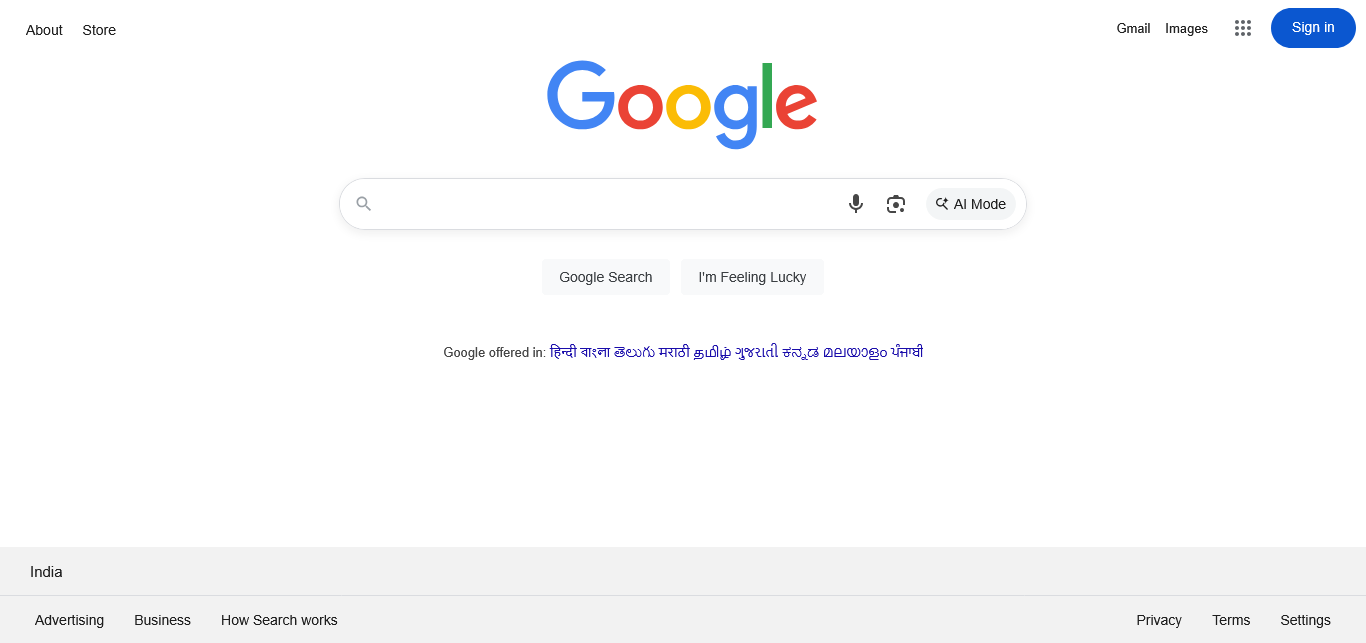 About Store
Gmail Images Sign in
Google
AI Mode
Google Search I'm Feeling Lucky
Google offered in: हिन्दी বাংলা తెలుగు मराठी தமிழ் ગુજરાતી ಕನ್ನಡ മലയാളം ਪੰਜਾਬੀ
India
Advertising Business How Search works
Privacy Terms Settings